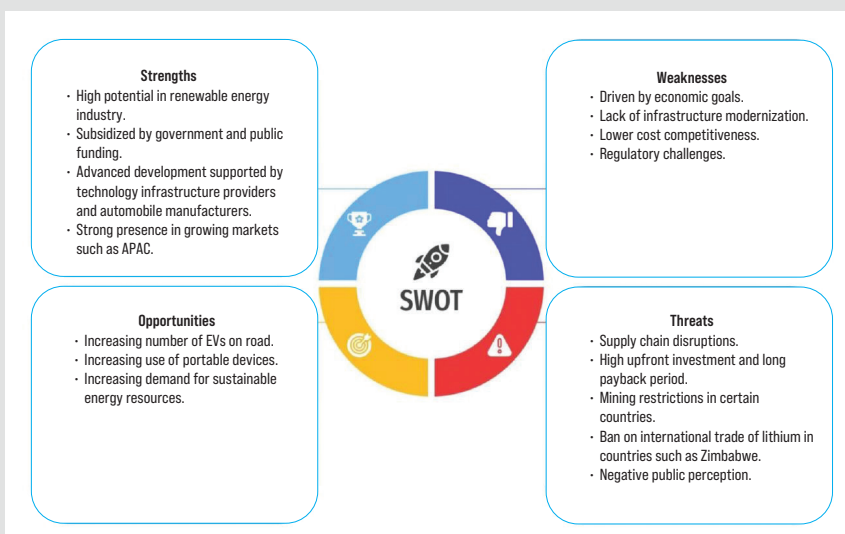 Strengths
· High potential in renewable energy
industry.
· Subsidized by government and public
funding.
· Advanced development supported by
technology infrastructure providers
and automobile manufacturers.
· Strong presence in growing markets
such as APAC.
Weaknesses
· Driven by economic goals.
· Lack of infrastructure modernization.
· Lower cost competitiveness.
· Regulatory challenges.
SWOT
Opportunities
· Increasing number of EVs on road.
· Increasing use of portable devices.
· Increasing demand for sustainable
energy resources.
Threats
· Supply chain disruptions.
· High upfront investment and long
payback period.
· Mining restrictions in certain
countries.
· Ban on international trade of lithium in
countries such as Zimbabwe.
· Negative public perception.